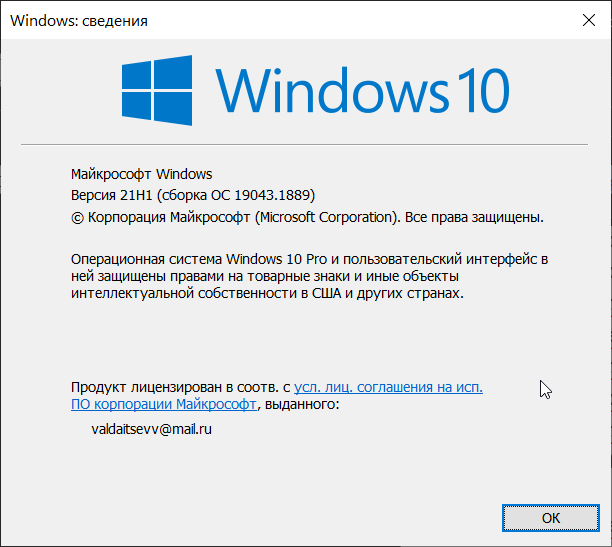 Windows: сведения
Windows 10
Майкрософт Windows
Версия 21H1 (сборка ОС 19043.1889)
© Корпорация Майкрософт (Microsoft Corporation). Все права защищены.
Операционная система Windows 10 Pro и пользовательский интерфейс в
ней защищены правами на товарные знаки и иные объекты
интеллектуальной собственности в США и других странах.
Продукт лицензирован в соотв. с усл. лиц. соглашения на исп.
ПО корпорации Майкрософт, выданного:
valdaitsevv@mail.ru
ОК